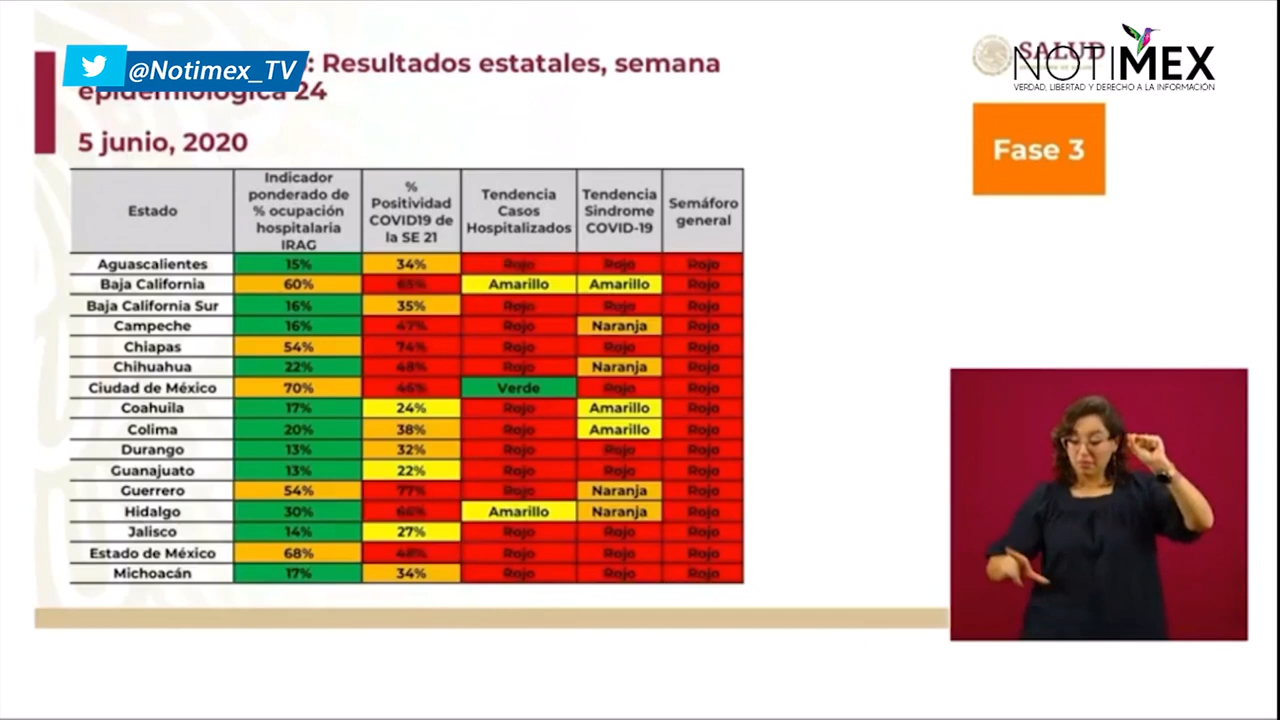 @Notimex_TV
: Resultados estatales, semana
epidemiológica 24
5 junio, 2020
SALUD
NOTIMEX
VERDAD, LIBERTAD Y DERECHO A LA INFORMACIÓN
Fase 3
Estado | Indicador ponderado de % ocupación hospitalaria IRAG | % Positividad COVID19 de la SE 21 | Tendencia Casos Hospitalizados | Tendencia Sindrome COVID-19 | Semáforo general
Aguascalientes 15% 34% Rojo Rojo Rojo
Baja California 60% 65% Amarillo Amarillo Rojo
Baja California Sur 16% 35% Rojo Rojo Rojo
Campeche 16% 47% Rojo Naranja Rojo
Chiapas 54% 74% Rojo Rojo Rojo
Chihuahua 22% 48% Rojo Naranja Rojo
Ciudad de México 70% 46% Verde Rojo Rojo
Coahuila 17% 24% Rojo Amarillo Rojo
Colima 20% 38% Rojo Amarillo Rojo
Durango 13% 32% Rojo Rojo Rojo
Guanajuato 13% 22% Rojo Rojo Rojo
Guerrero 54% 77% Rojo Naranja Rojo
Hidalgo 30% 66% Amarillo Naranja Rojo
Jalisco 14% 27% Rojo Rojo Rojo
Estado de México 68% 48% Rojo Rojo Rojo
Michoacán 17% 34% Rojo Rojo Rojo